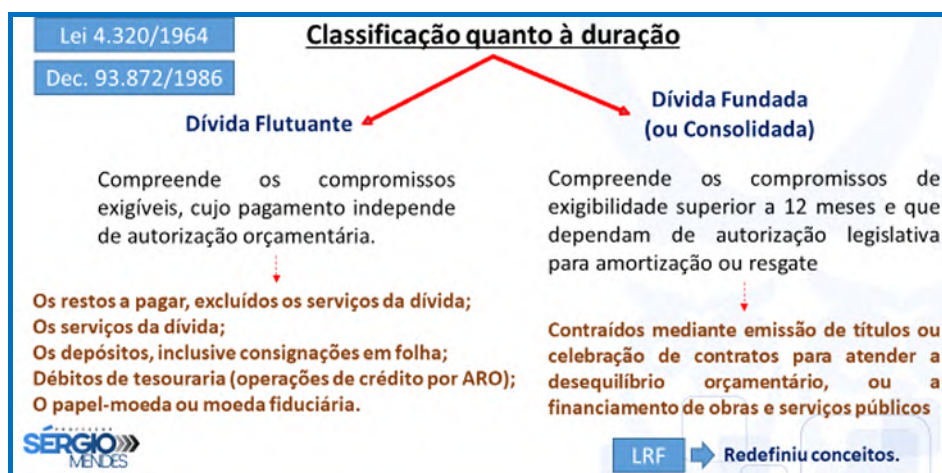 Lei 4.320/1964
Classificação quanto à duração
Dec. 93.872/1986
Dívida Flutuante
Compreende os compromissos
exigíveis, cujo pagamento independe
de autorização orçamentária.
Os restos a pagar, excluídos os serviços da dívida;
Os serviços da dívida;
Os depósitos, inclusive consignações em folha;
Débitos de tesouraria (operações de crédito por ARO);
O papel-moeda ou moeda fiduciária.
Dívida Fundada
(ou Consolidada)
Compreende os compromissos de
exigibilidade superior a 12 meses e que
dependam de autorização legislativa
para amortização ou resgate
Contraídos mediante emissão de títulos ou
celebração de contratos para atender a
desequilíbrio orçamentário, ou a
financiamento de obras e serviços públicos
PROFESSOR
SÉRGIO
MENDES
LRF
Redefiniu conceitos.